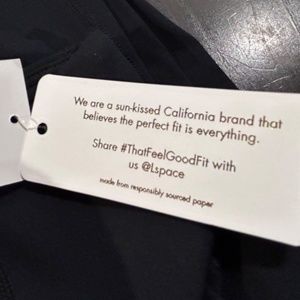 We are a sun-kissed California brand that
believes the perfect fit is everything.
Share #ThatFeelGoodFit with
us @Lspace
made from responsibly sourced paper